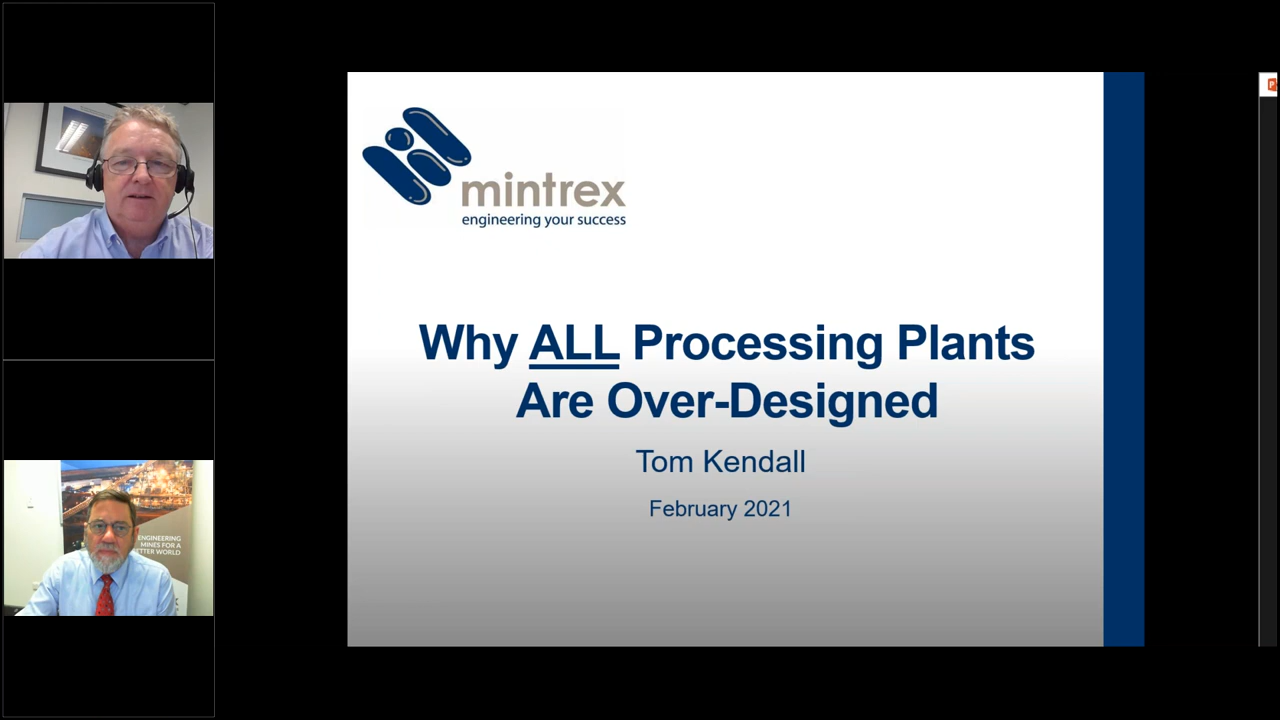 mintrex
engineering your success
Why ALL Processing Plants
Are Over-Designed
Tom Kendall
February 2021
ENGINEERING
MINES FOR A
BETTER WORLD